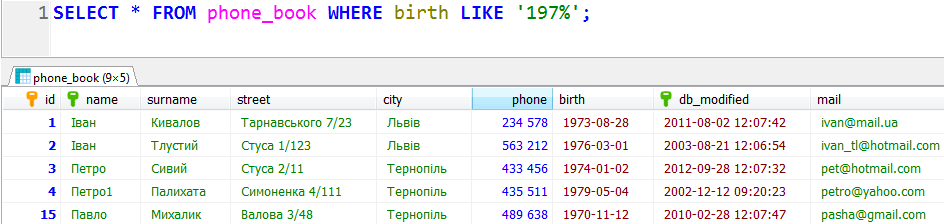 1 SELECT * FROM phone_book WHERE birth LIKE '197%';
phone_book (9×5)
id name surname street city phone birth db_modified mail
1 Іван Кивалов Тарнавського 7/23 Львів 234 578 1973-08-28 2011-08-02 12:07:42 ivan@mail.ua
2 Іван Тлустий Стуса 1/123 Львів 563 212 1976-03-01 2003-08-21 12:06:54 ivan_tl@hotmail.com
3 Петро Сивий Стуса 2/11 Тернопіль 433 456 1974-01-02 2012-09-28 12:07:32 pet@hotmail.com
4 Петро1 Палихата Симоненка 4/111 Тернопіль 435 511 1979-05-04 2002-12-12 09:20:23 petro@yahoo.com
15 Павло Михалик Валова 3/48 Тернопіль 489 638 1970-11-12 2010-02-28 12:07:47 pasha@gmail.com